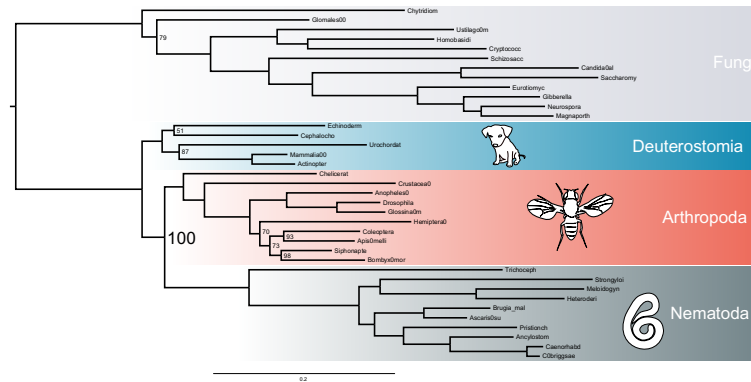 Chytridiom
Glomales00
79
Ustilago0m
Homobasidi
Cryptococc
Schizosacc
Fung
Candida0al
Saccharomy
Eurotiomyc
Gibberella
Neurospora
Magnaporth
Echinoderm
51
Cephalocho
Urochordat
Deuterostomia
87
Mammalia00
Actinopter
Chelicerat
Crustacea0
Anopheles0
Drosophila
Glossina0m
Arthropoda
Hemiptera0
70
Coleoptera
93
100
Apis0melli
73
Siphonapte
98
Bombyx0mor
Trichoceph
Strongyloi
Meloidogyn
Heteroderi
Brugia_mal
Nematoda
Ascaris0su
Pristionch
Ancylostom
Caenorhabd
C0briggsae
0.2